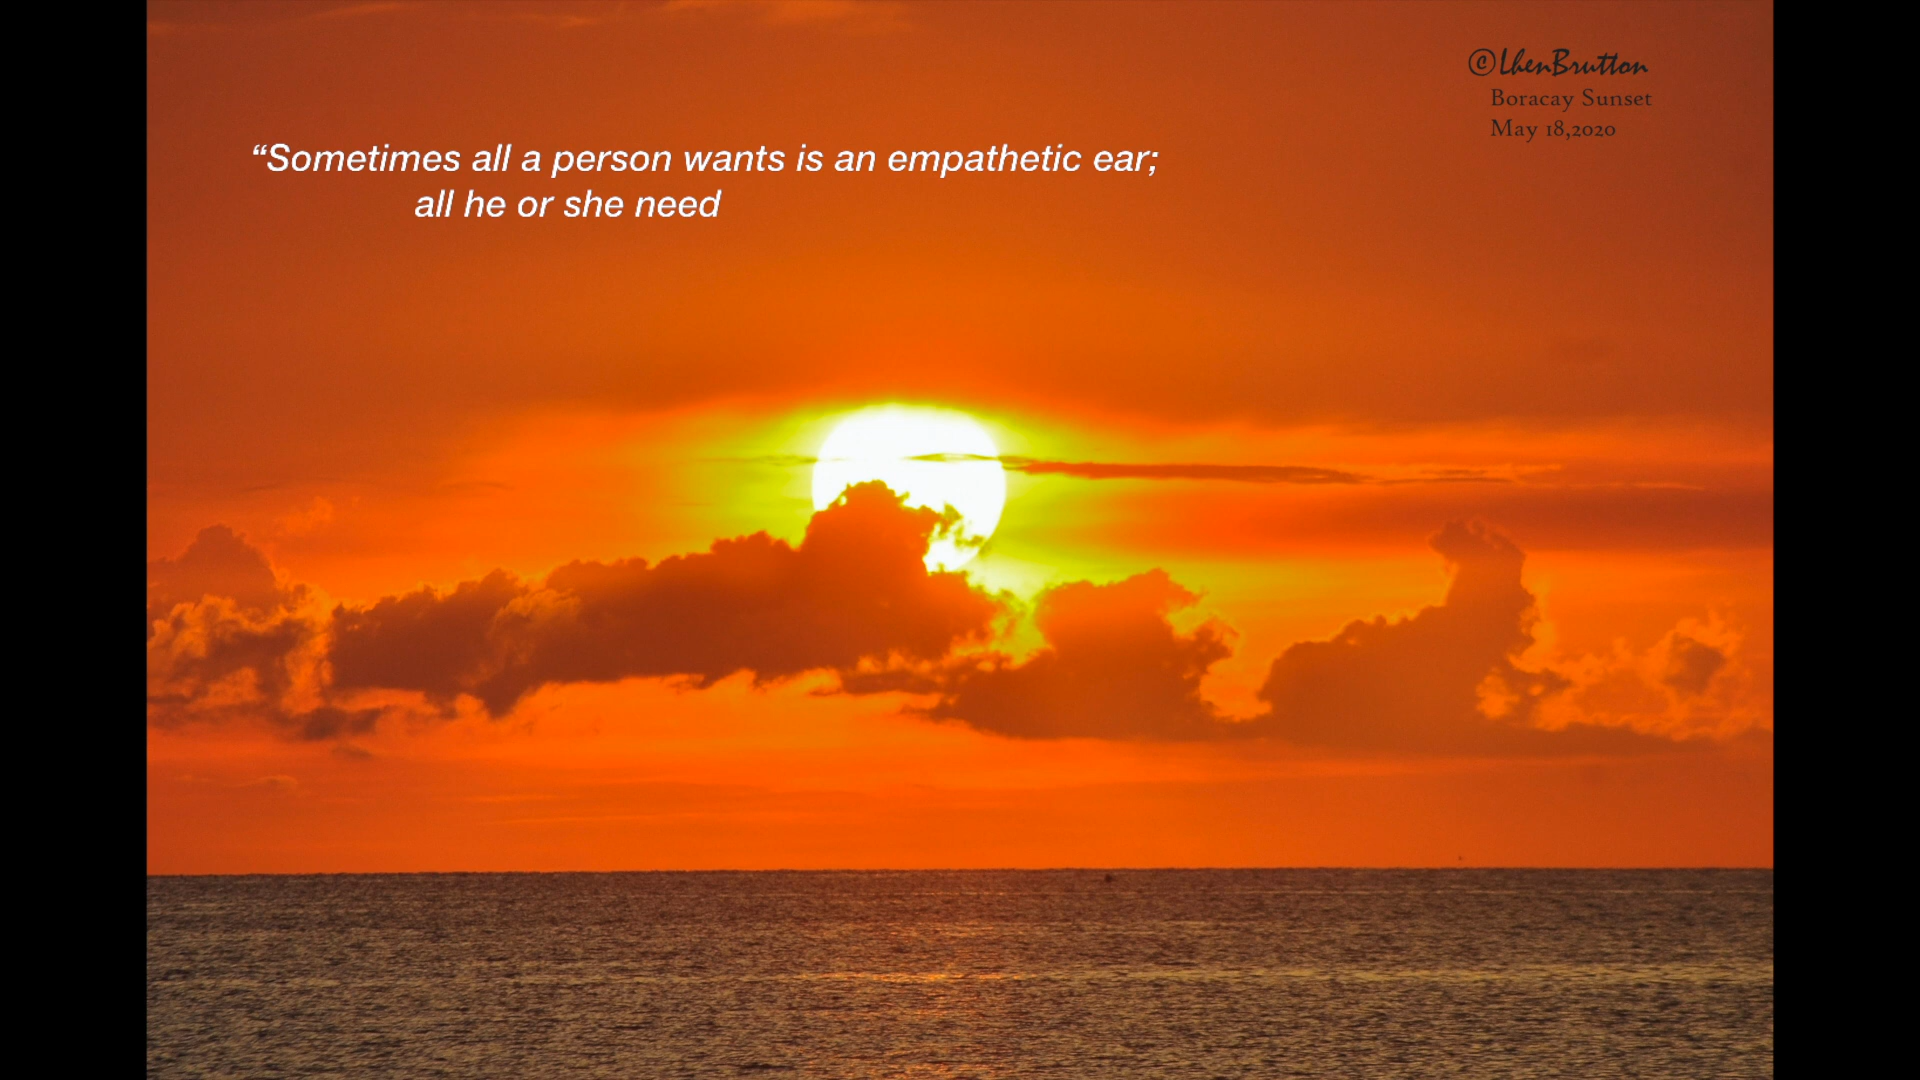 ©LhenBrutton
Boracay Sunset
May 18,2020
“Sometimes all a person wants is an empathetic ear;
all he or she need